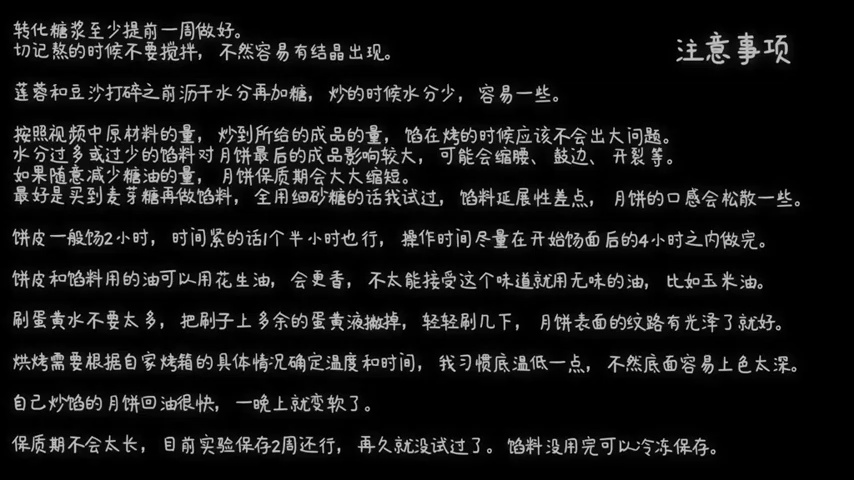 注意事项
转化糖浆至少提前一周做好。
切记熬的时候不要搅拌，不然容易有结晶出现。
莲蓉和豆沙打碎之前沥干水分再加糖，炒的时候水分少，容易一些。
按照视频中原材料的量，炒到所给的成品的量，馅在烤的时候应该不会出大问题。
水分过多或过少的馅料对月饼最后的成品影响较大，可能会缩腰、鼓边、开裂等。
如果随意减少糖油的量，月饼保质期会大大缩短。
最好是买到麦芽糖再做馅料，全用细砂糖的话我试过，馅料延展性差点，月饼的口感会松散一些。
饼皮一般饧2小时，时间紧的话1个半小时也行，操作时间尽量在开始饧面后的4小时之内做完。
饼皮和馅料用的油可以用花生油，会更香，不太能接受这个味道就用无味的油，比如玉米油。
刷蛋黄水不要太多，把刷子上多余的蛋黄液撇掉，轻轻刷几下，月饼表面的纹路有光泽了就好。
烘烤需要根据自家烤箱的具体情况确定温度和时间，我习惯底温低一点，不然底面容易上色太深。
自己炒馅的月饼回油很快，一晚上就变软了。
保质期不会太长，目前实验保存2周还行，再久就没试过了。馅料没用完可以冷冻保存。